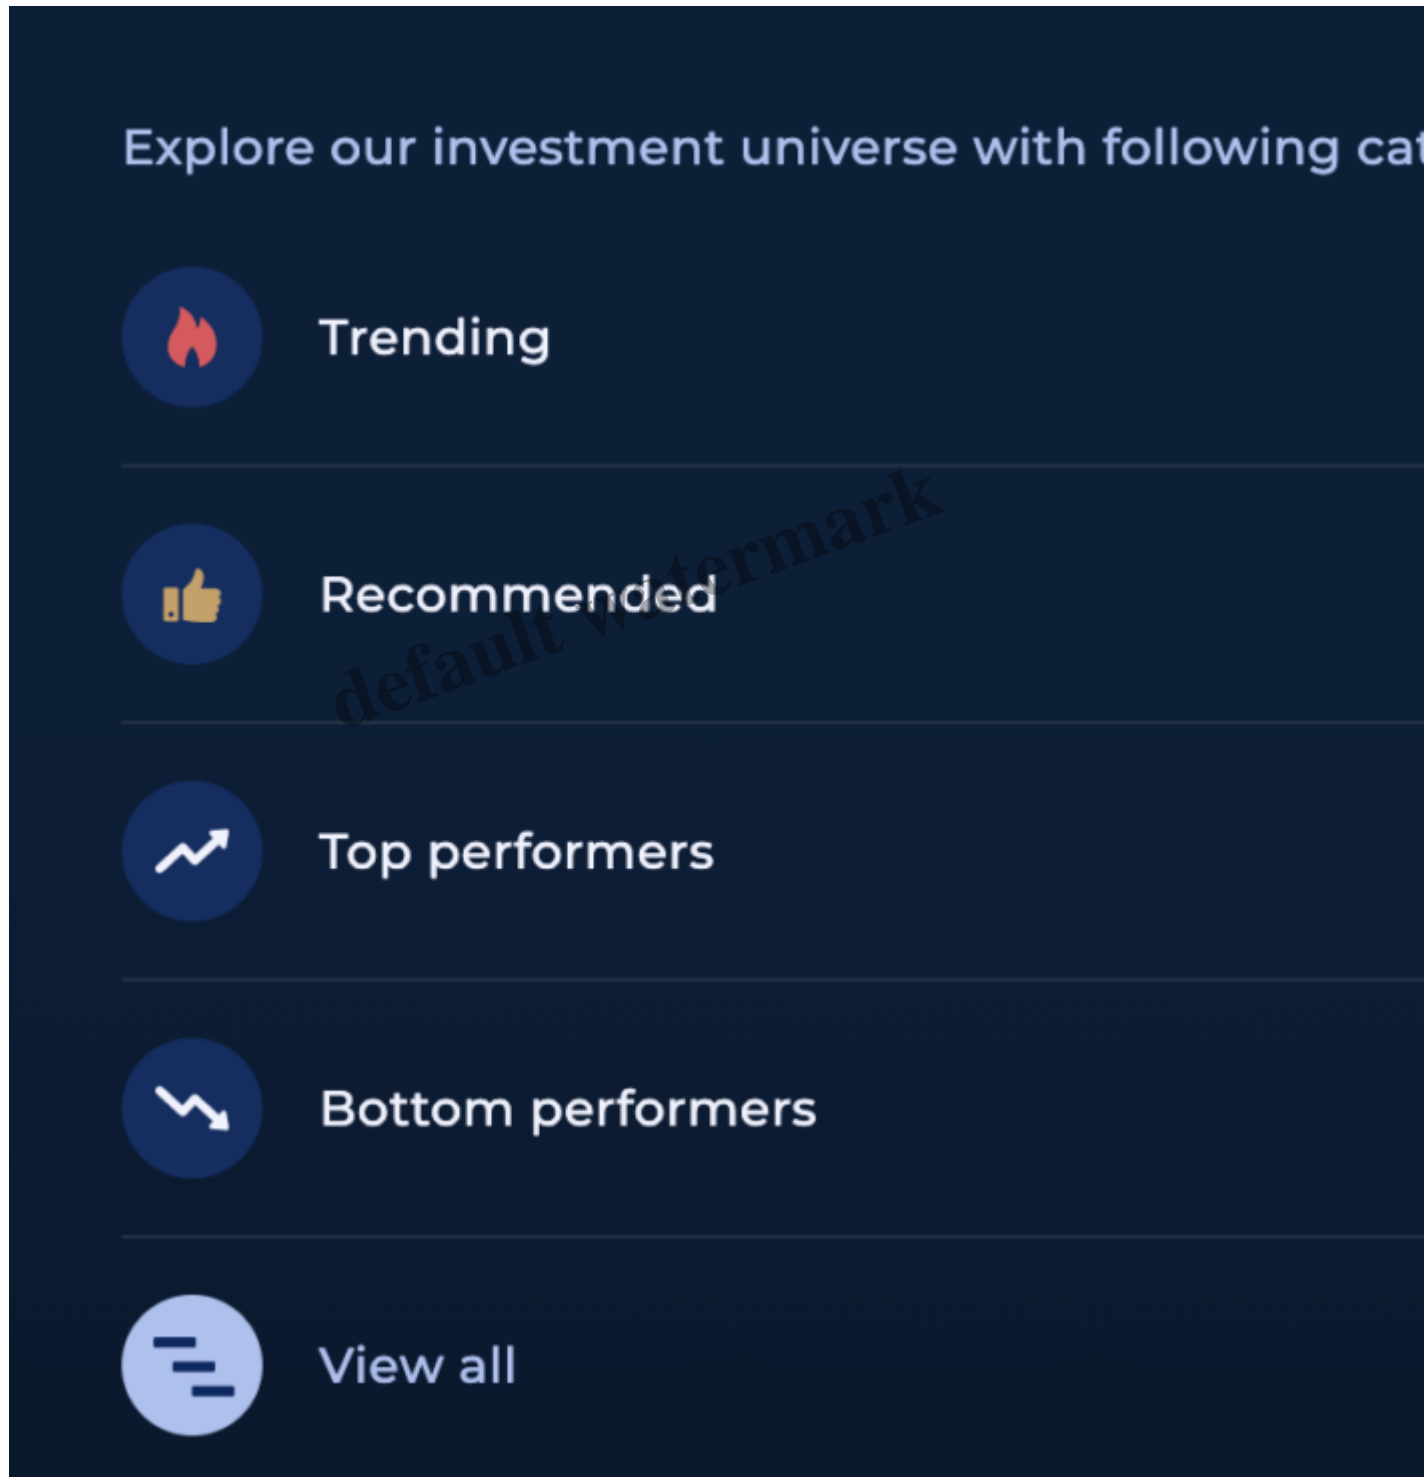 Explore our investment universe with following cat
Trending
Recommended
default watermark
Top performers
Bottom performers
View all